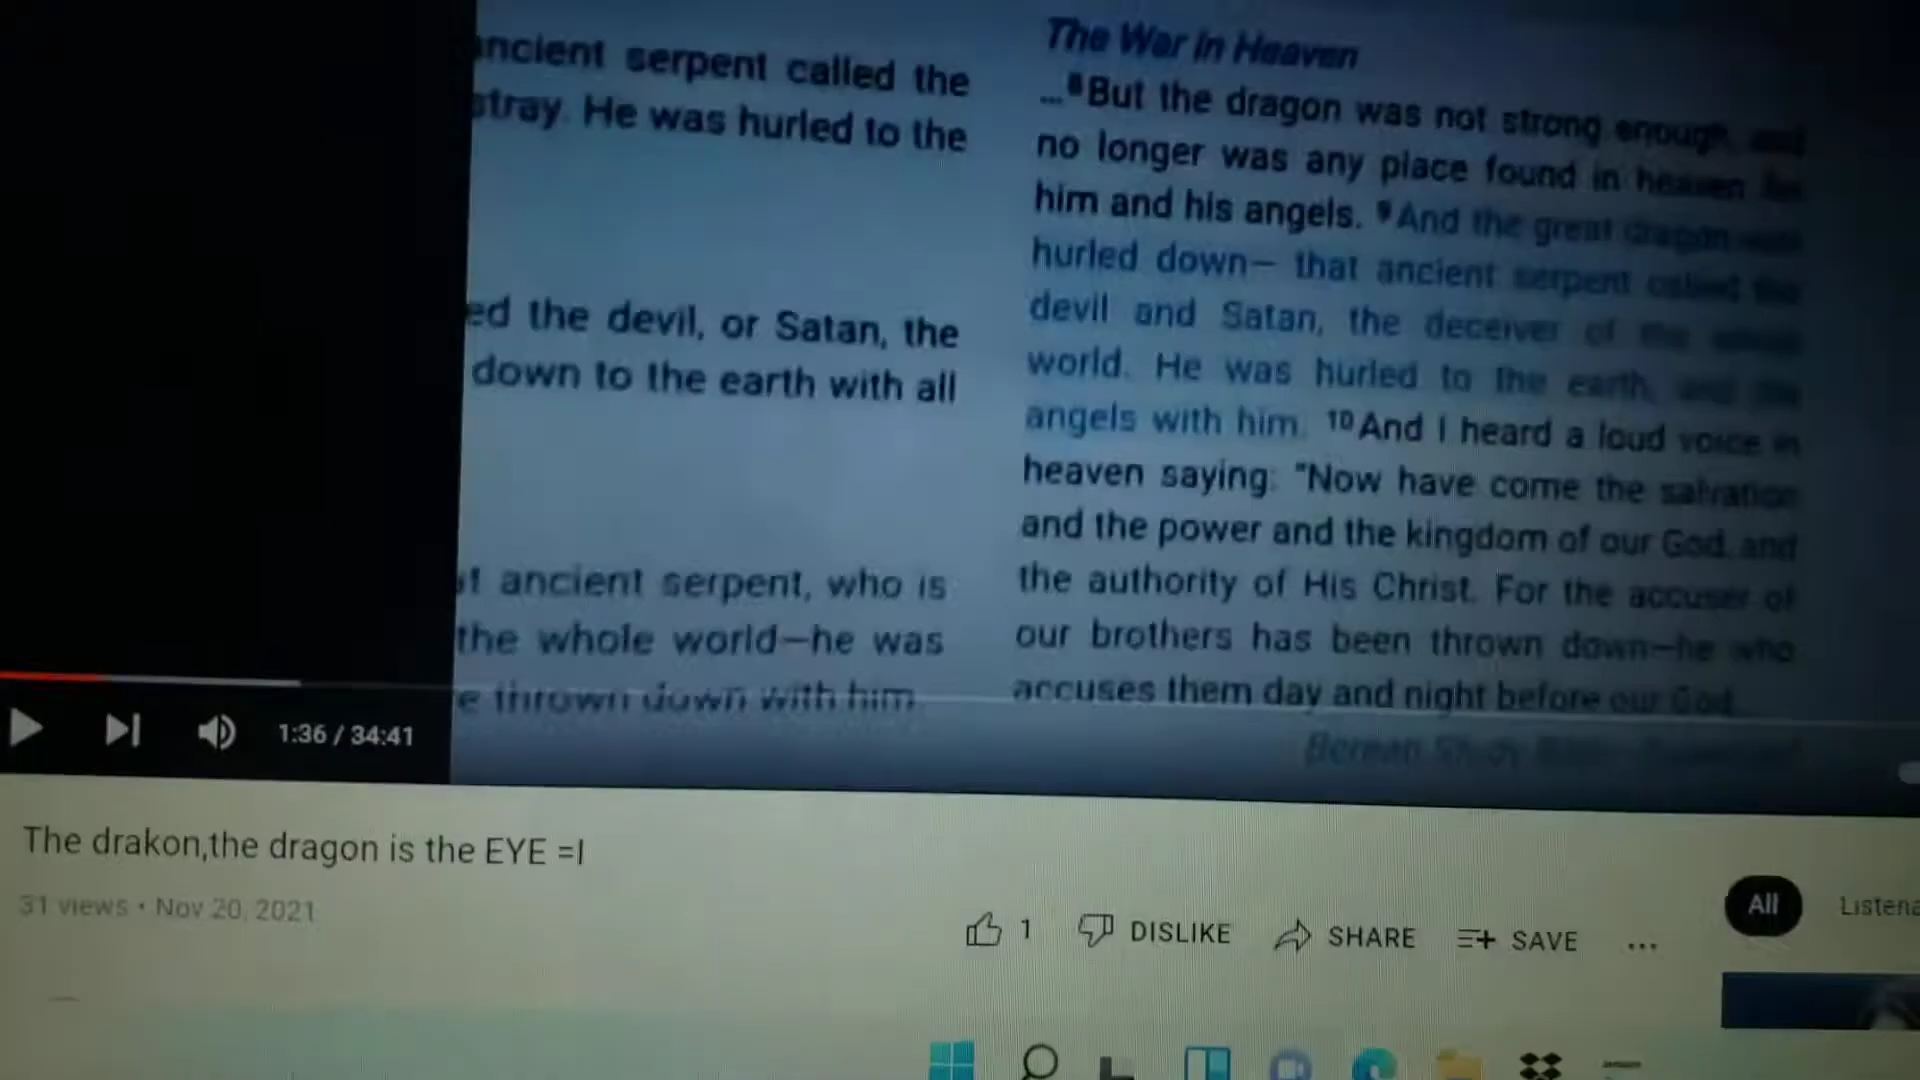 ncient serpent called the
stray. He was hurled to the
ed the devil, or Satan, the
down to the earth with all
t ancient serpent, who is
the whole world—he was
e thrown down with him.
The War in Heaven
...8But the dragon was not strong enough, and
no longer was any place found in heaven for
him and his angels. 9And the great dragon was
hurled down— that ancient serpent called the
devil and Satan, the deceiver of the whole
world. He was hurled to the earth, and his
angels with him. 10And I heard a loud voice in
heaven saying: "Now have come the salvation
and the power and the kingdom of our God, and
the authority of His Christ. For the accuser of
our brothers has been thrown down—he who
accuses them day and night before our God.
Berean Study Bible
1:36 / 34:41
The drakon,the dragon is the EYE =I
31 views • Nov 20, 2021
1 DISLIKE SHARE SAVE ...
All Listena